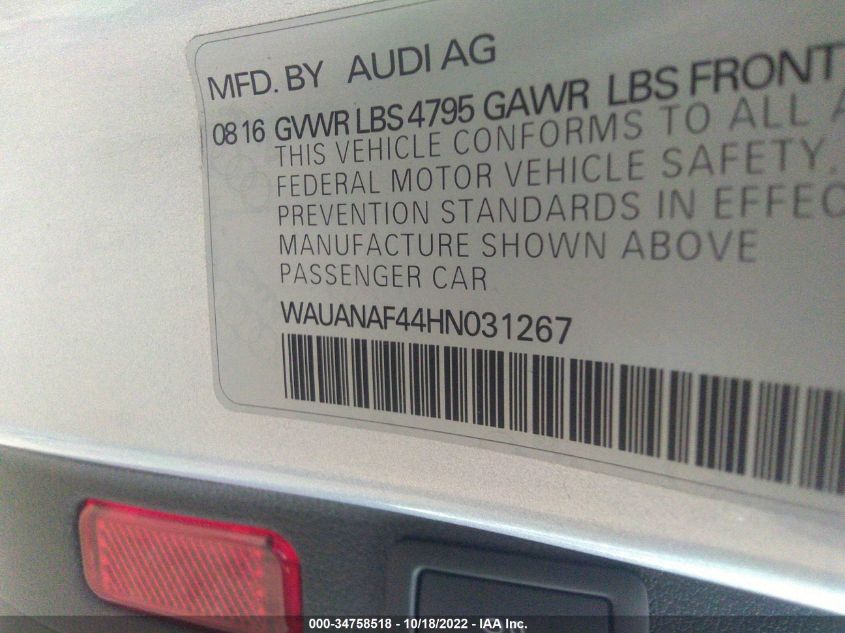 MFD. BY AUDI AG
08 16 GVWR LBS 4795 GAWR LBS FRONT
THIS VEHICLE CONFORMS TO ALL A
FEDERAL MOTOR VEHICLE SAFETY,
PREVENTION STANDARDS IN EFFEC
MANUFACTURE SHOWN ABOVE
PASSENGER CAR
WAUANAF44HN031267
000-34758518 - 10/18/2022 - IAA Inc.